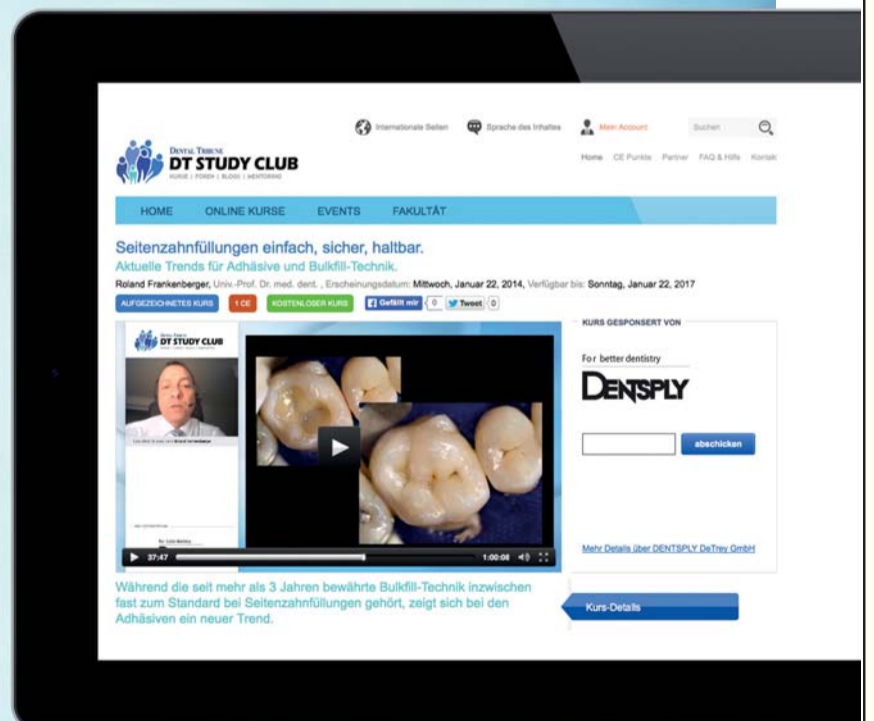 Internationale Seiten
Sprache des Inhaltes
Mein Account
Suchen
DENTAL TRIBUNE
DT STUDY CLUB
KURSE | FOREN | BLOGS | MENTORING
Home CE Punkte Partner FAQ & Hilfe Kontakt
HOME ONLINE KURSE EVENTS FAKULTÄT
Seitenzahnfüllungen einfach, sicher, haltbar.
Aktuelle Trends für Adhäsive und Bulkfill-Technik.
Roland Frankenberger, Univ.-Prof. Dr. med. dent. , Erscheinungsdatum: Mittwoch, Januar 22, 2014, Verfügbar bis: Sonntag, Januar 22, 2017
AUFGEZEICHNETES KURS 1 CE KOSTENLOSER KURS Gefällt mir 0 Tweet 0
DENTAL TRIBUNE
DT STUDY CLUB
For better dentistry
37:47 1:00:08
KURS GESPONSERT VON
For better dentistry
DENTSPLY
abschicken
Mehr Details über DENTSPLY DeTrey GmbH
Während die seit mehr als 3 Jahren bewährte Bulkfill-Technik inzwischen
fast zum Standard bei Seitenzahnfüllungen gehört, zeigt sich bei den
Adhäsiven ein neuer Trend.
Kurs-Details